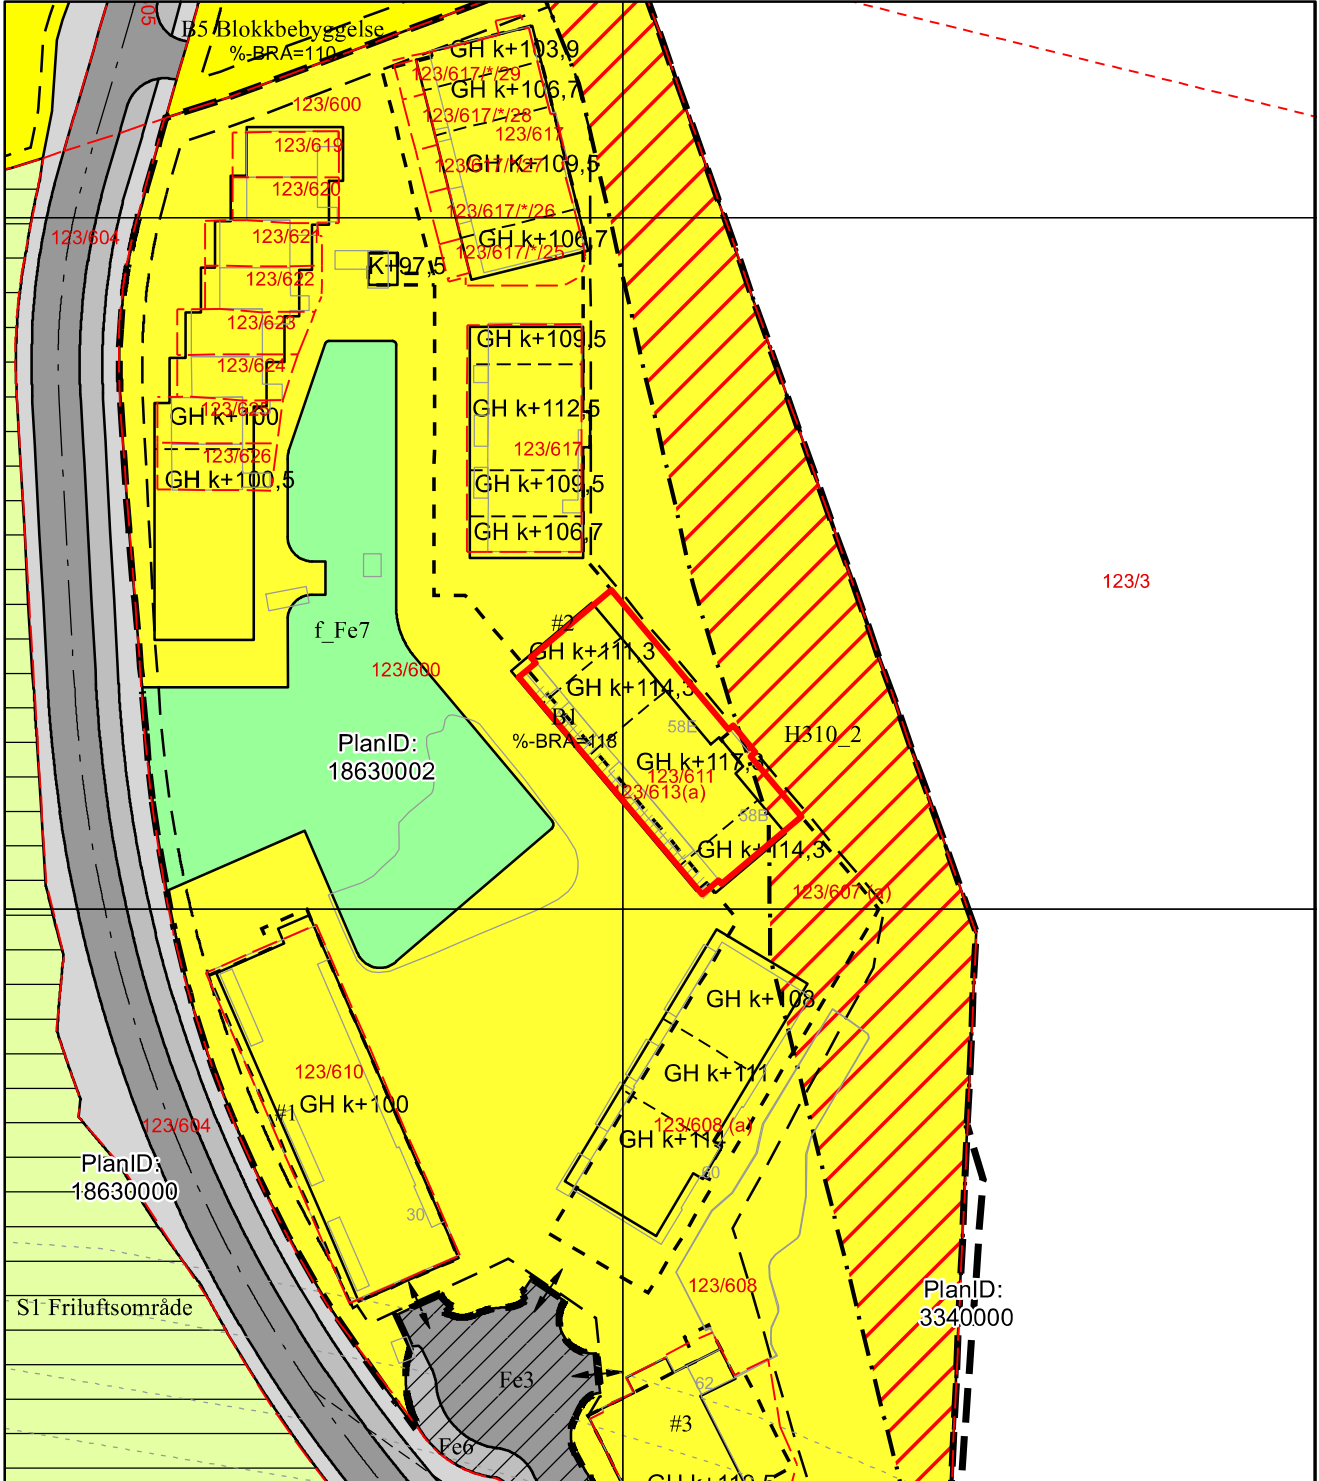 05
B5 Blokkbebyggelse
%-BRA=110
GH k+103,9
123/617/*/29
GH k+106,7
123/600
123/617/*/28
123/617
123/619
GH K+109,5
123/617/*/27
123/620
123/617/*/26
123/604
123/621
GH k+106,7
123/617/*/25
K+97,5
123/622
123/623
GH k+109,5
123/624
123/625
GH k+100
GH k+112,5
123/617
123/626
GH k+100,5
GH k+109,5
GH k+106,7
123/3
#2
f_Fe7
GH k+111,3
123/600
GH k+114,3
B1
58E
H310_2
%-BRA=118
PlanID:
18630002
GH k+117,3
123/611
123/613(a)
58B
GH k+114,3
123/607 (a)
GH k+108
123/610
GH k+111
GH k+100
#1
123/604
123/608 (a)
GH k+114
PlanID:
18630000
60
30
123/608
PlanID:
3340000
S1 Friluftsområde
Fe3
62
#3
Fe6